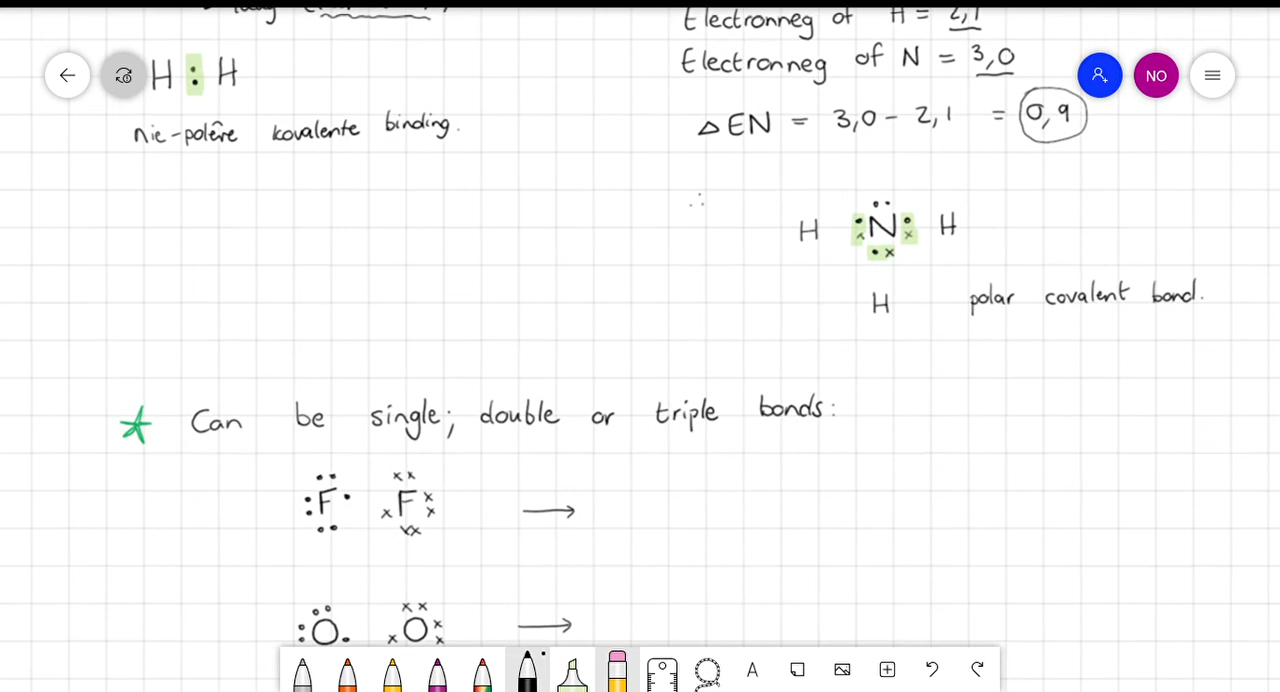 Electronneg of H = 2,1
H : H
Electronneg of N = 3,0
NO
nie-polêre kovalente binding.
ΔEN = 3,0 - 2,1 = 0,9
∴
H N H
H polar covalent bond.
Can be single; double or triple bonds:
F F →
O O →
A